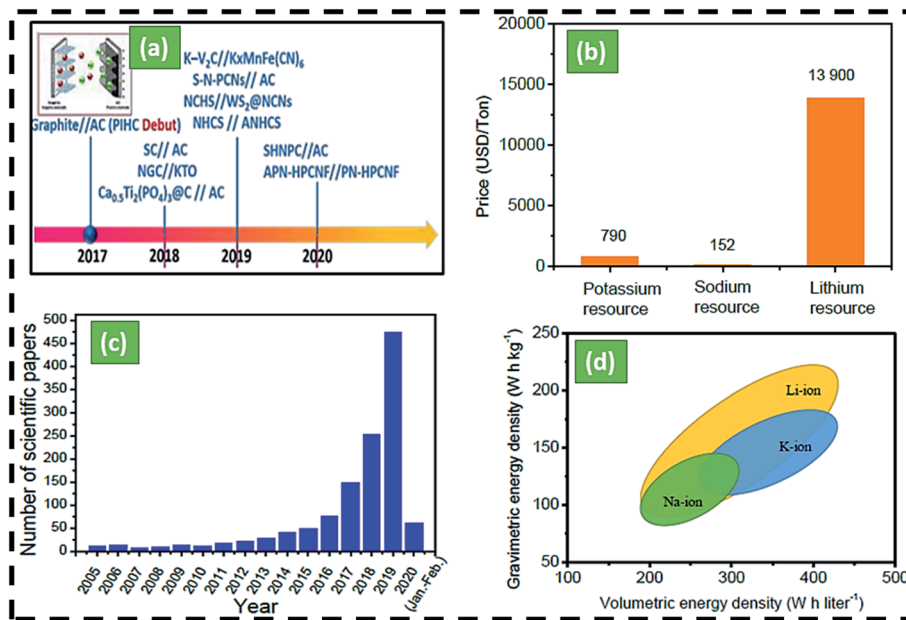 (a)
K–V₂C//KxMnFe(CN)₆
S-N-PCNs// AC
NCHS//WS₂@NCNs
NHCS // ANHCS
Graphite//AC (PIHC Debut)
SC// AC
NGC//KTO
Ca₀.₅Ti₂(PO₄)₃@C // AC
SHNPC//AC
APN-HPCNF//PN-HPCNF
2017
2018
2019
2020
(b)
Price (USD/Ton)
20000
15000
10000
5000
0
790
152
13 900
Potassium
resource
Sodium
resource
Lithium
resource
(c)
Number of scientific papers
500
450
400
350
300
250
200
150
100
50
0
2005
2006
2007
2008
2009
2010
2011
2012
2013
2014
2015
2016
2017
2018
2019
2020
(Jan.-Feb.)
Year
(d)
Gravimetric energy density (W h kg⁻¹)
250
200
150
100
50
Li-ion
K-ion
Na-ion
100
200
300
400
500
Volumetric energy density (W h liter⁻¹)